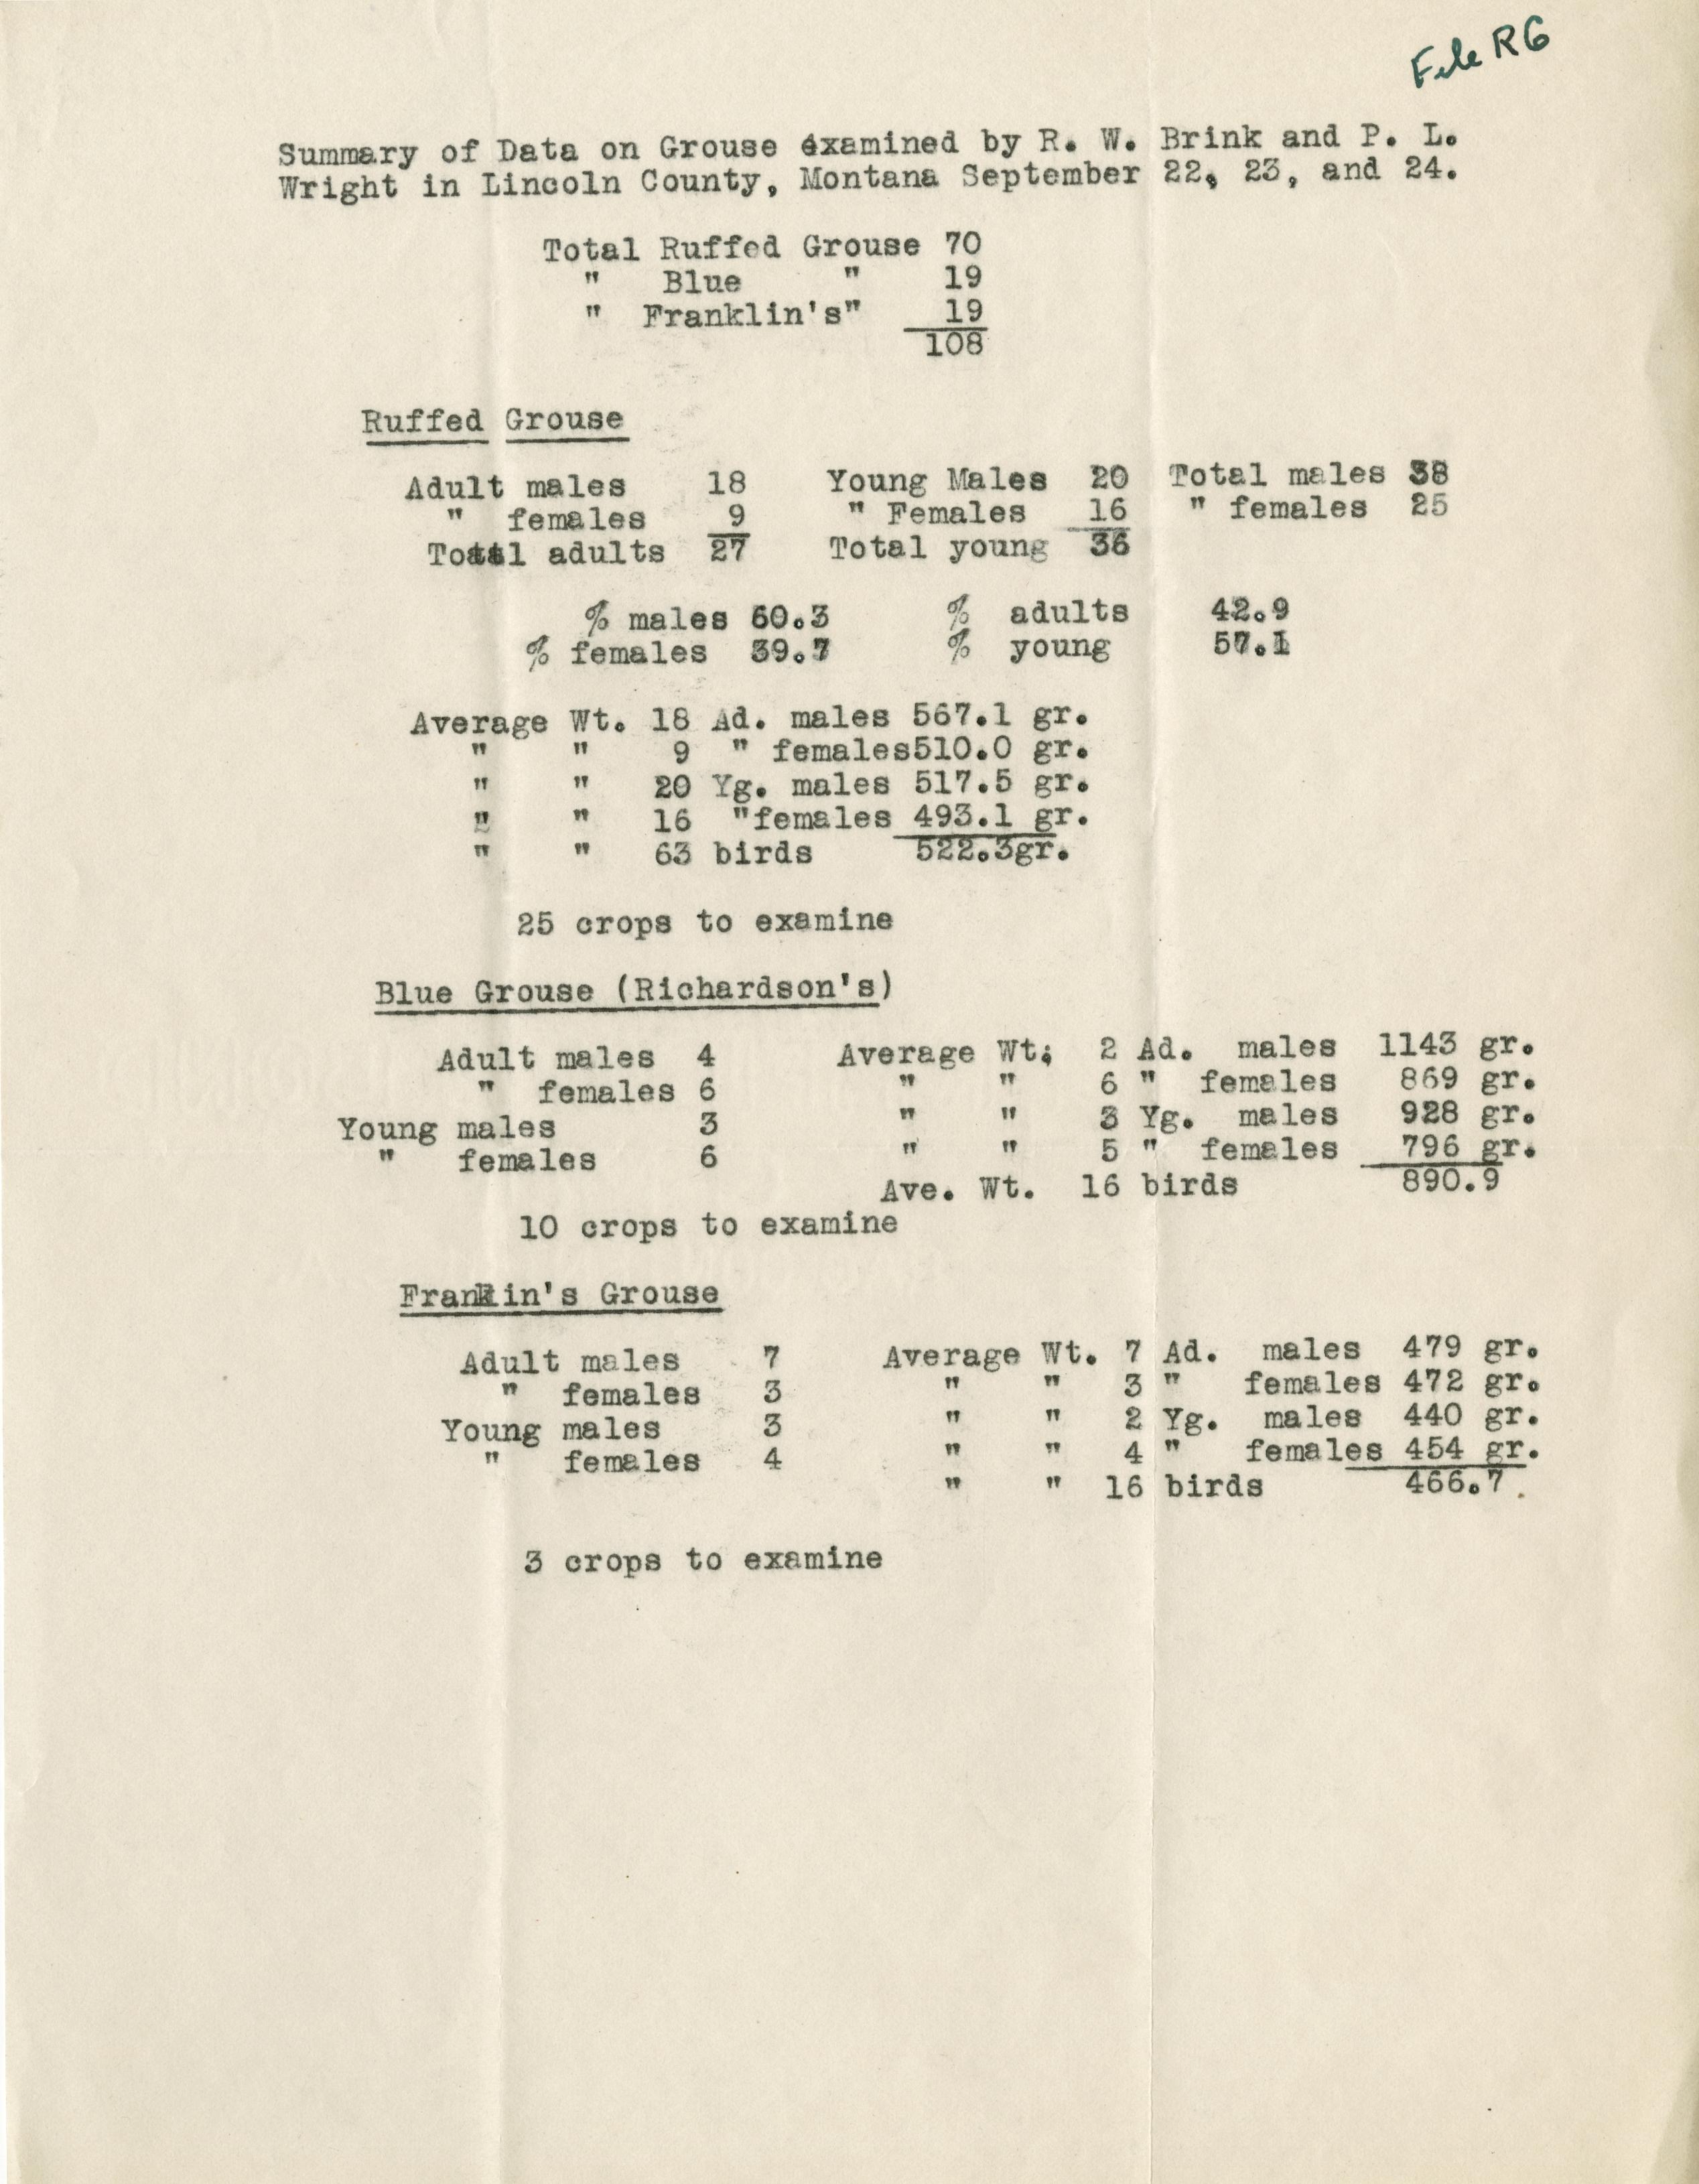 File RG
Summary of Data on Grouse examined by R. W. Brink and P. L.
Wright in Lincoln County, Montana September 22, 23, and 24.
Total Ruffed Grouse 70
" Blue " 19
" Franklin's" 19
108
Ruffed Grouse
Adult males 18 Young Males 20 Total males 38
" females 9 " Females 16 " females 25
Total adults 27 Total young 36
% males 60.3 % adults 42.9
% females 39.7 % young 57.1
Average Wt. 18 Ad. males 567.1 gr.
" " 9 " females510.0 gr.
" " 20 Yg. males 517.5 gr.
" " 16 "females 493.1 gr.
" " 63 birds 522.3gr.
25 crops to examine
Blue Grouse (Richardson's)
Adult males 4 Average Wt; 2 Ad. males 1143 gr.
" females 6 " " 6 " females 869 gr.
Young males 3 " " 3 Yg. males 928 gr.
" females 6 " " 5 " females 796 gr.
Ave. Wt. 16 birds 890.9
10 crops to examine
Franklin's Grouse
Adult males 7 Average Wt. 7 Ad. males 479 gr.
" females 3 " " 3 " females 472 gr.
Young males 3 " " 2 Yg. males 440 gr.
" females 4 " " 4 " females 454 gr.
" " 16 birds 466.7.
3 crops to examine